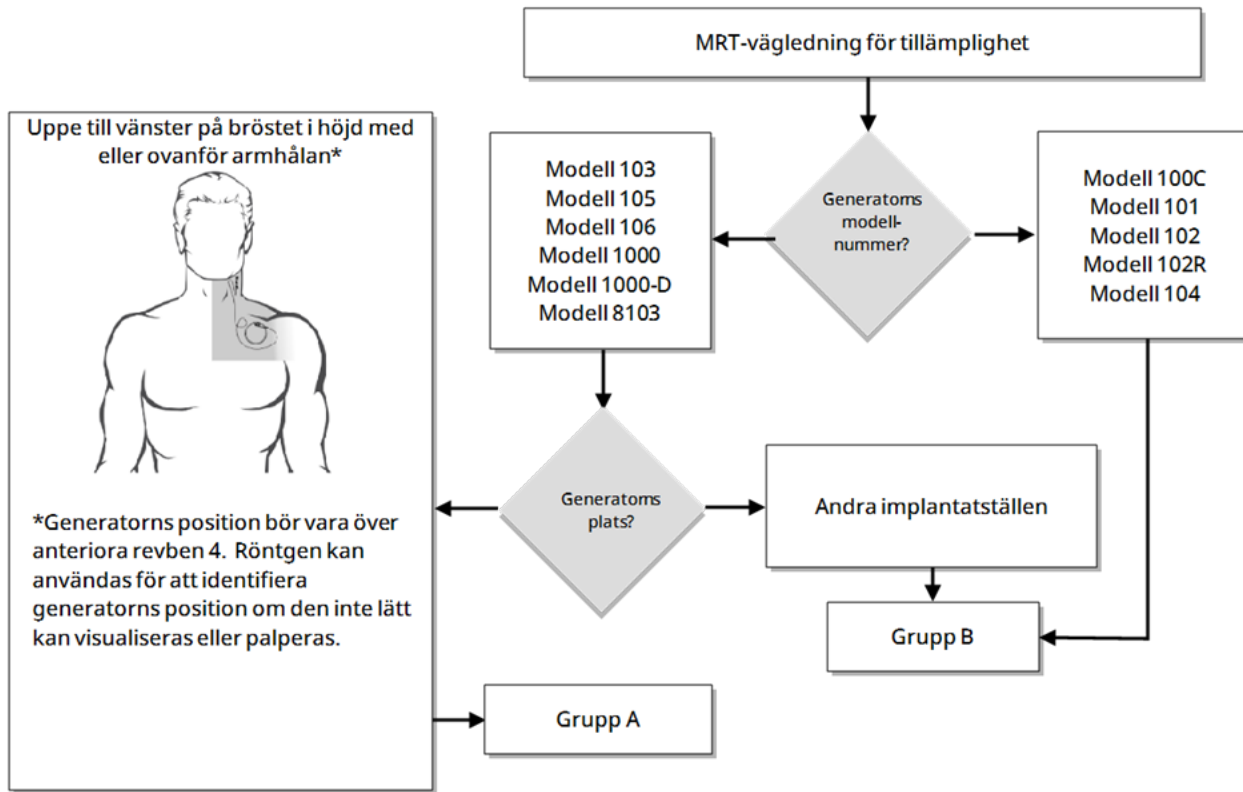 MRT-vägledning för tillämplighet
Generatorns
modell-
nummer?
Modell 103
Modell 105
Modell 106
Modell 1000
Modell 1000-D
Modell 8103
Modell 100C
Modell 101
Modell 102
Modell 102R
Modell 104
Generatorns
plats?
Uppe till vänster på bröstet i höjd med
eller ovanför armhålan*
*Generatorns position bör vara över
anteriora revben 4. Röntgen kan
användas för att identifiera
generatorns position om den inte lätt
kan visualiseras eller palperas.
Andra implantatställen
Grupp B
Grupp A